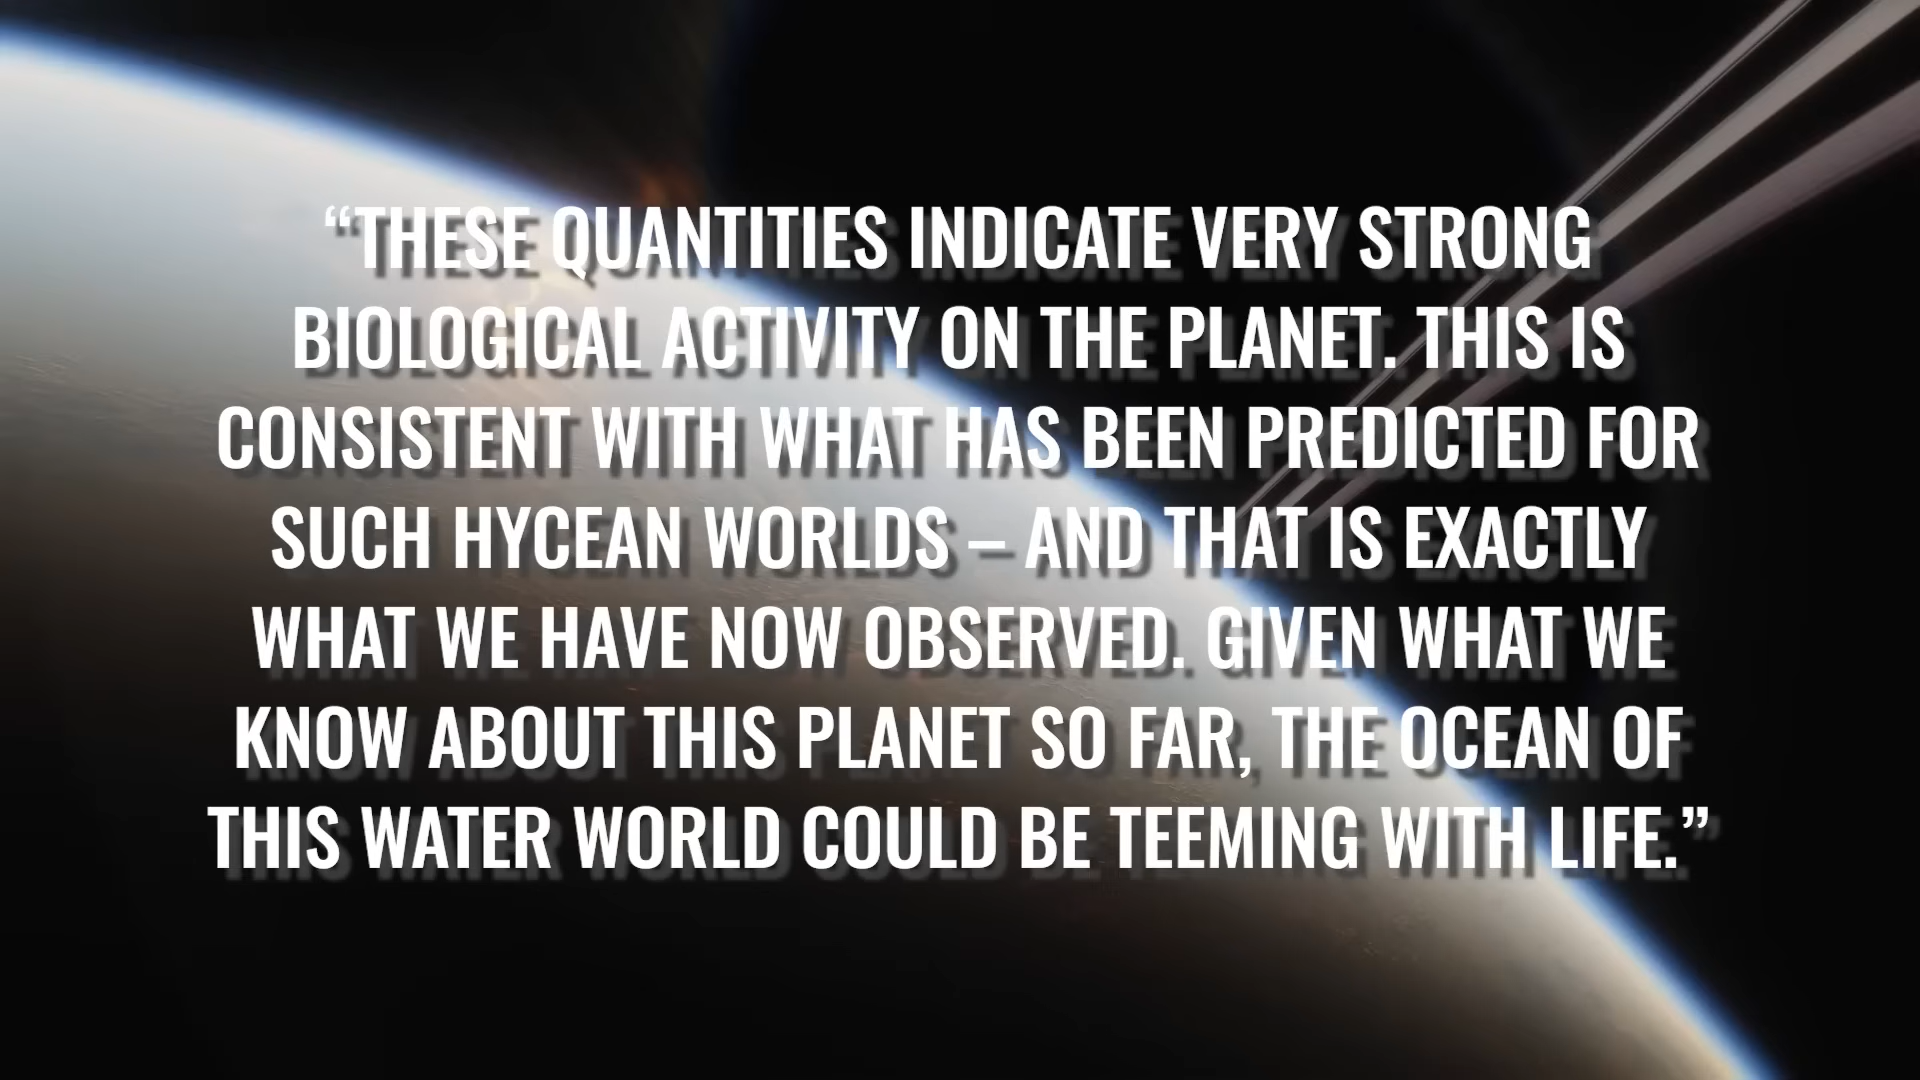 “THESE QUANTITIES INDICATE VERY STRONG
BIOLOGICAL ACTIVITY ON THE PLANET. THIS IS
CONSISTENT WITH WHAT HAS BEEN PREDICTED FOR
SUCH HYCEAN WORLDS – AND THAT IS EXACTLY
WHAT WE HAVE NOW OBSERVED. GIVEN WHAT WE
KNOW ABOUT THIS PLANET SO FAR, THE OCEAN OF
THIS WATER WORLD COULD BE TEEMING WITH LIFE.”